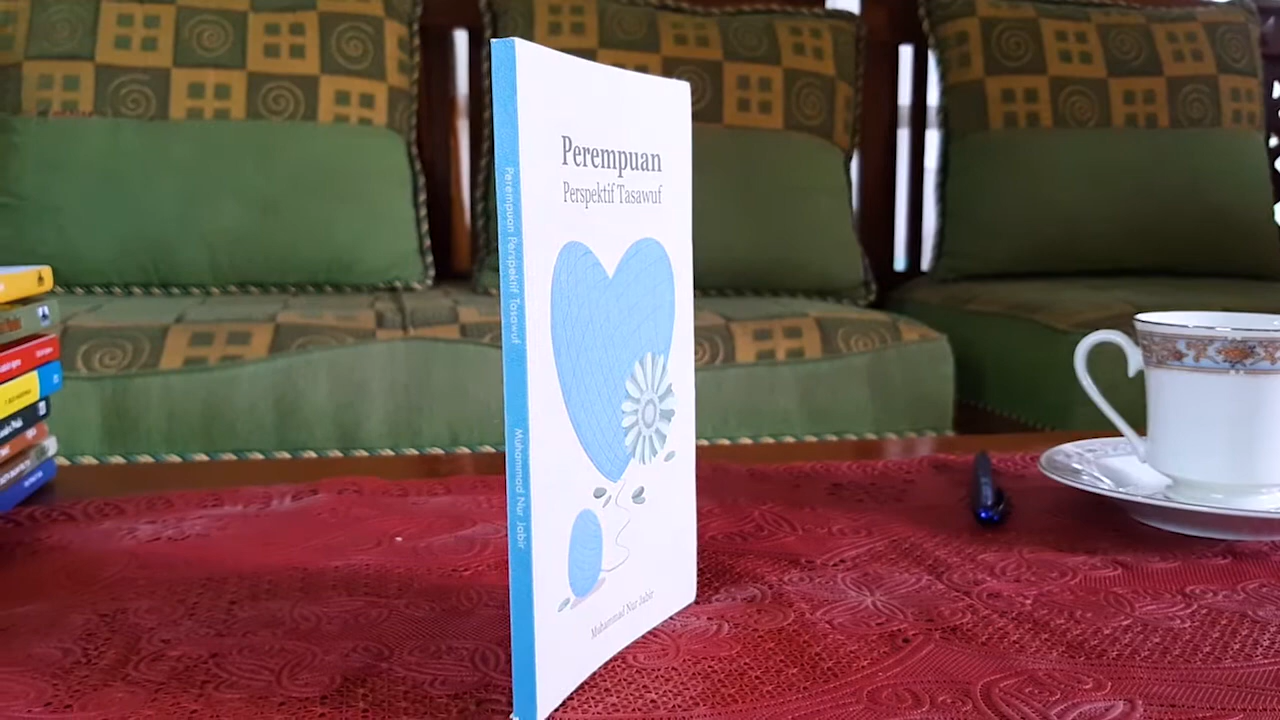 Perempuan
Perspektif Tasawuf
Muhammad Nur Jabir
Perempuan Perspektif Tasawuf
Muhammad Nur Jabir